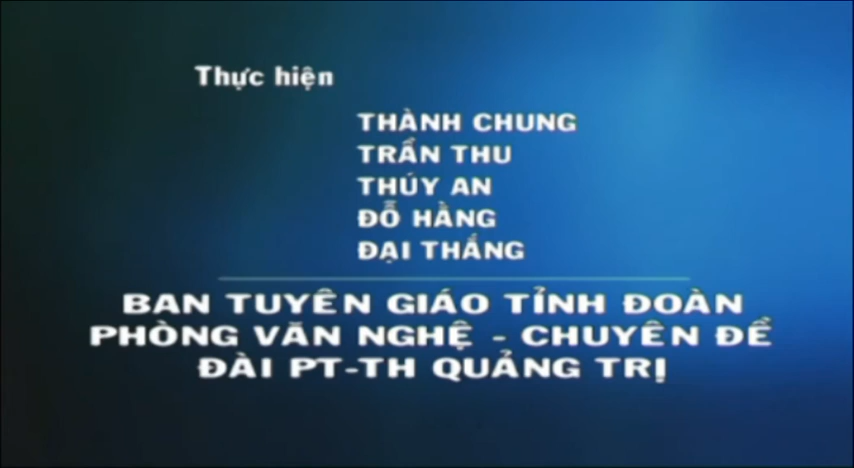 Thực hiện
THÀNH CHUNG
TRẦN THU
THÚY AN
ĐỖ HẰNG
ĐẠI THẮNG
BAN TUYÊN GIÁO TỈNH ĐOÀN
PHÒNG VĂN NGHỆ - CHUYÊN ĐỀ
ĐÀI PT-TH QUẢNG TRỊ